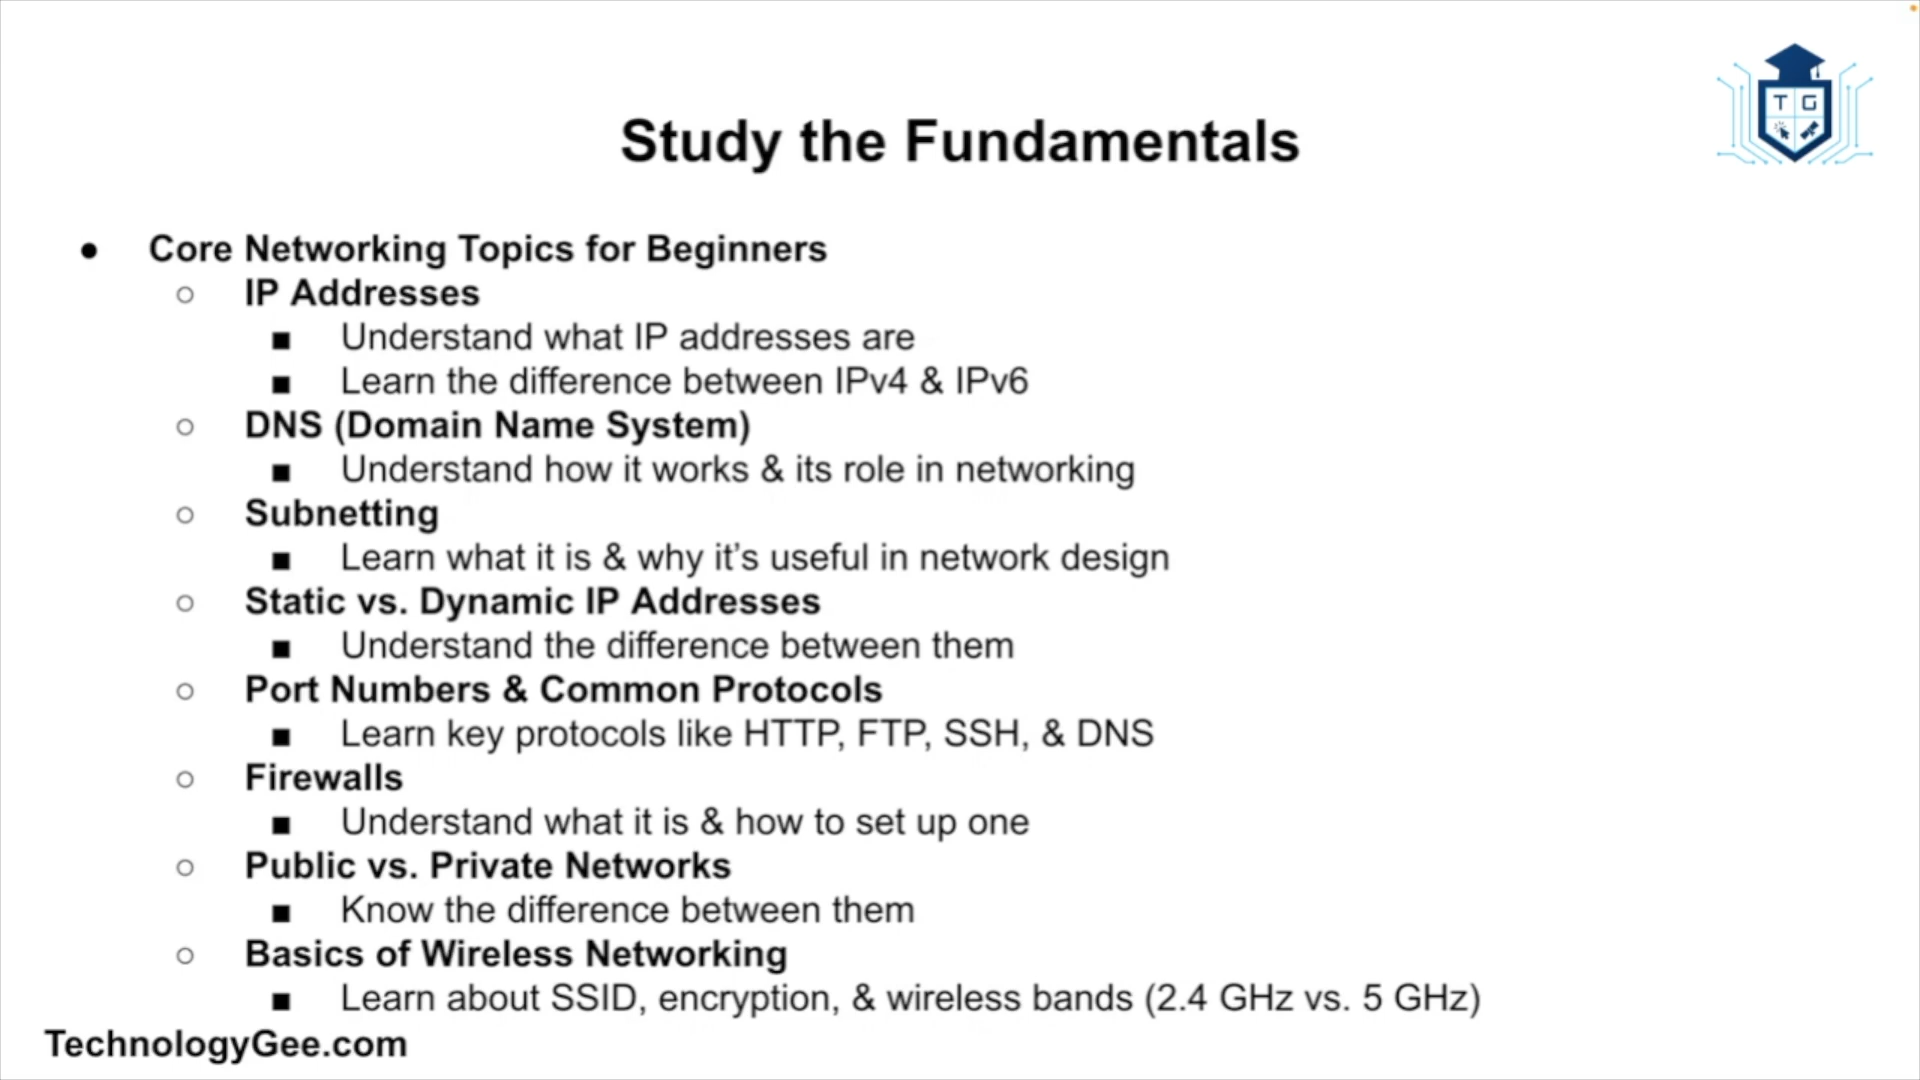 T G
Study the Fundamentals
● Core Networking Topics for Beginners
○ IP Addresses
■ Understand what IP addresses are
■ Learn the difference between IPv4 & IPv6
○ DNS (Domain Name System)
■ Understand how it works & its role in networking
○ Subnetting
■ Learn what it is & why it’s useful in network design
○ Static vs. Dynamic IP Addresses
■ Understand the difference between them
○ Port Numbers & Common Protocols
■ Learn key protocols like HTTP, FTP, SSH, & DNS
○ Firewalls
■ Understand what it is & how to set up one
○ Public vs. Private Networks
■ Know the difference between them
○ Basics of Wireless Networking
■ Learn about SSID, encryption, & wireless bands (2.4 GHz vs. 5 GHz)
TechnologyGee.com